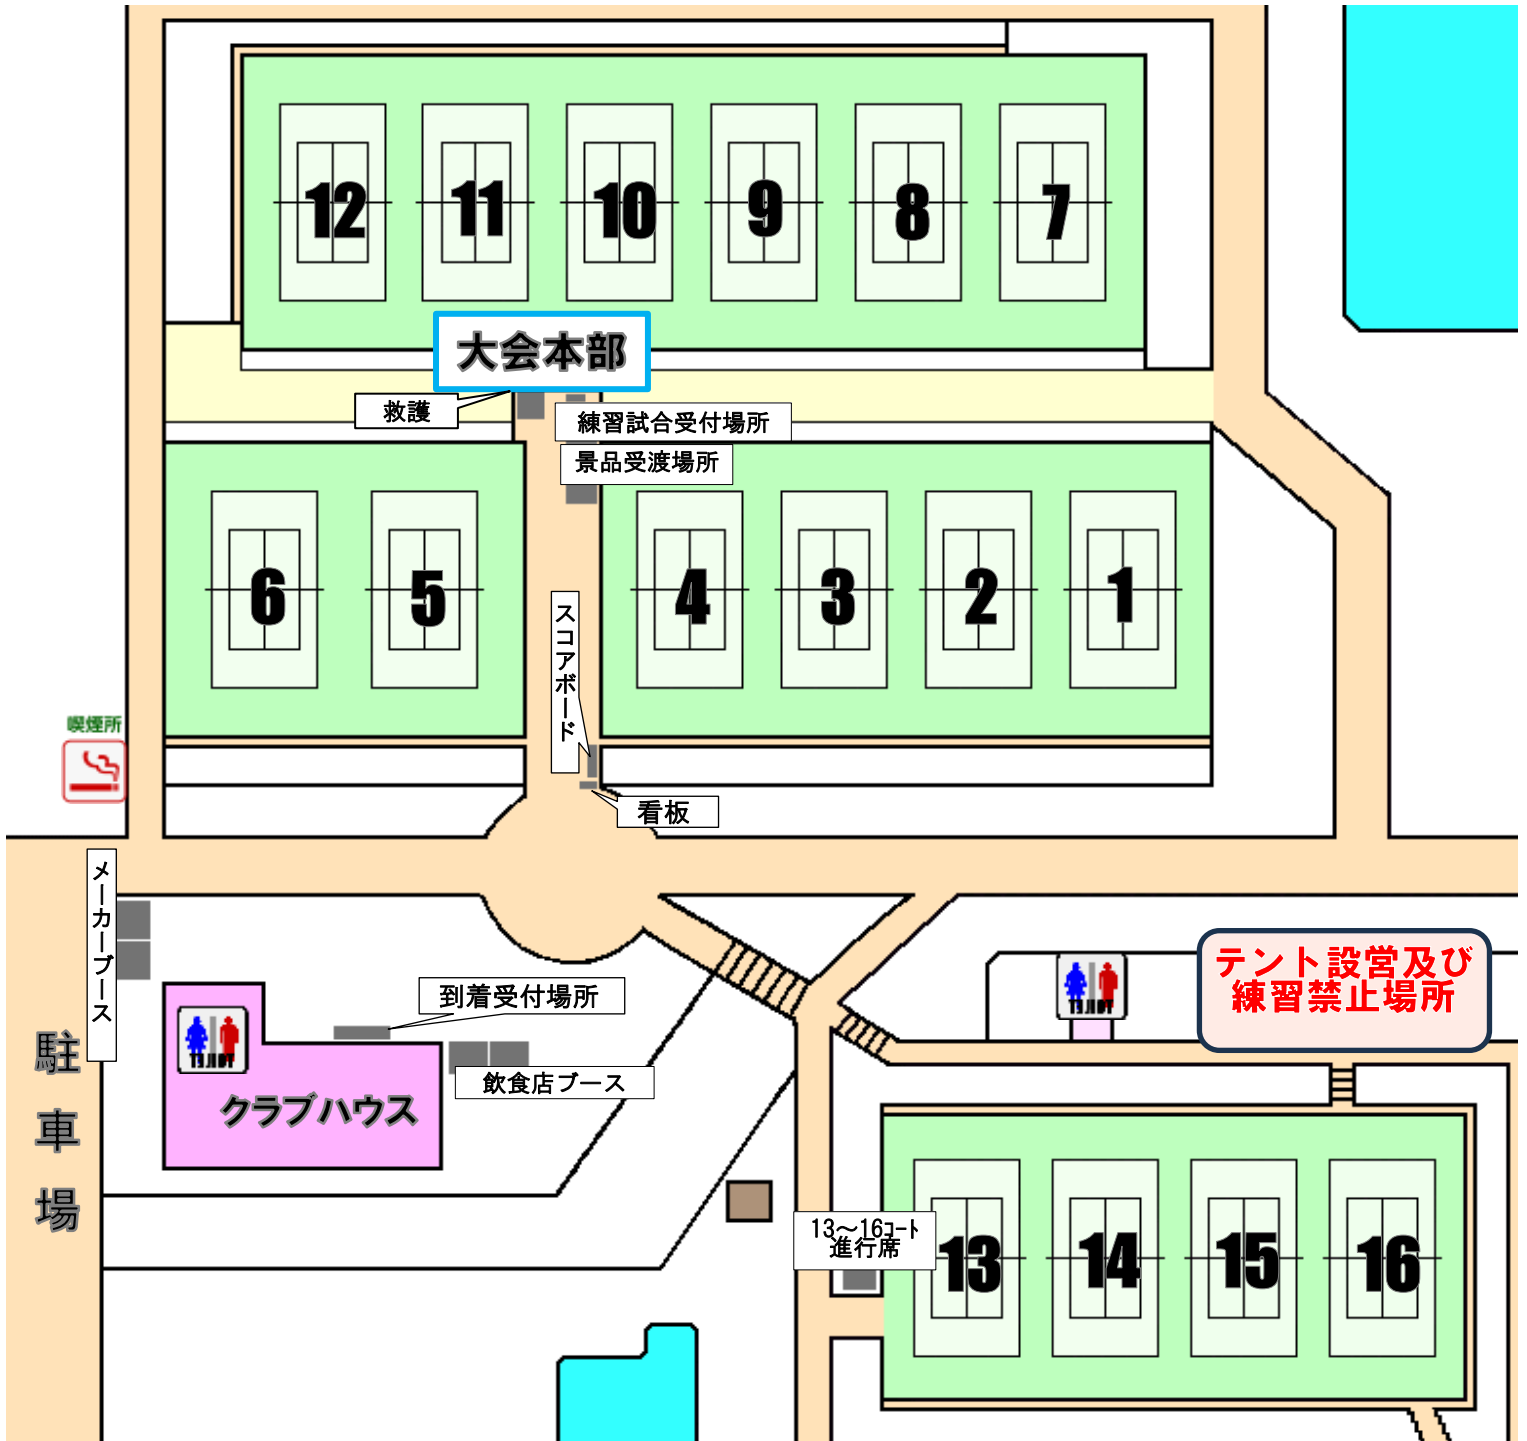 12
11
10
9
8
7
大会本部
救護
練習試合受付場所
景品受渡場所
6
5
4
3
2
1
スコアボード
喫煙所
看板
メーカーブース
テント設営及び
練習禁止場所
到着受付場所
飲食店ブース
クラブハウス
駐車場
13～16コート
進行席
13
14
15
16
TOILET
TOILET